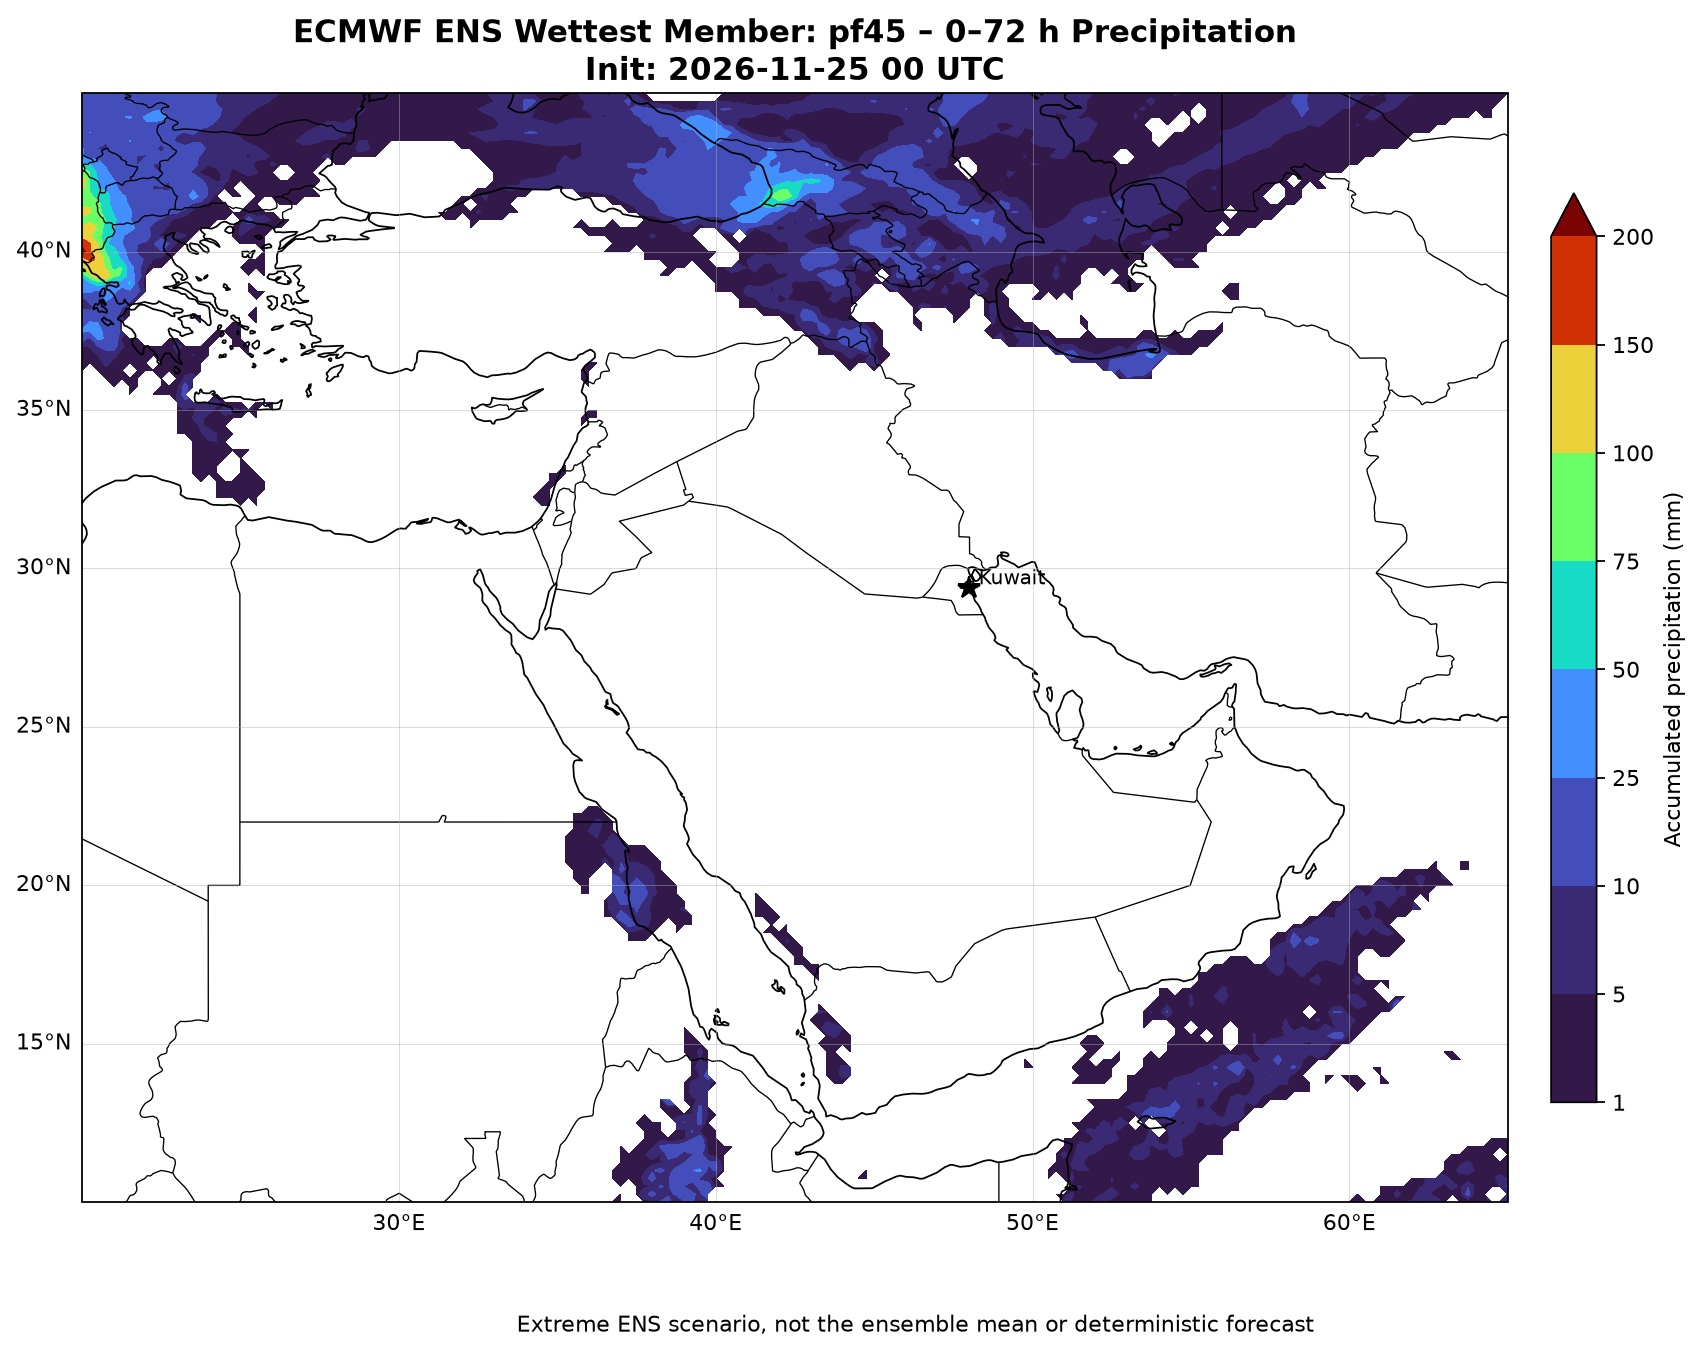 ECMWF ENS Wettest Member: pf45 – 0–72 h Precipitation
Init: 2026-11-25 00 UTC
40°N
35°N
30°N
25°N
20°N
15°N
Kuwait
30°E
40°E
50°E
60°E
200
150
100
75
50
25
10
5
1
Accumulated precipitation (mm)
Extreme ENS scenario, not the ensemble mean or deterministic forecast